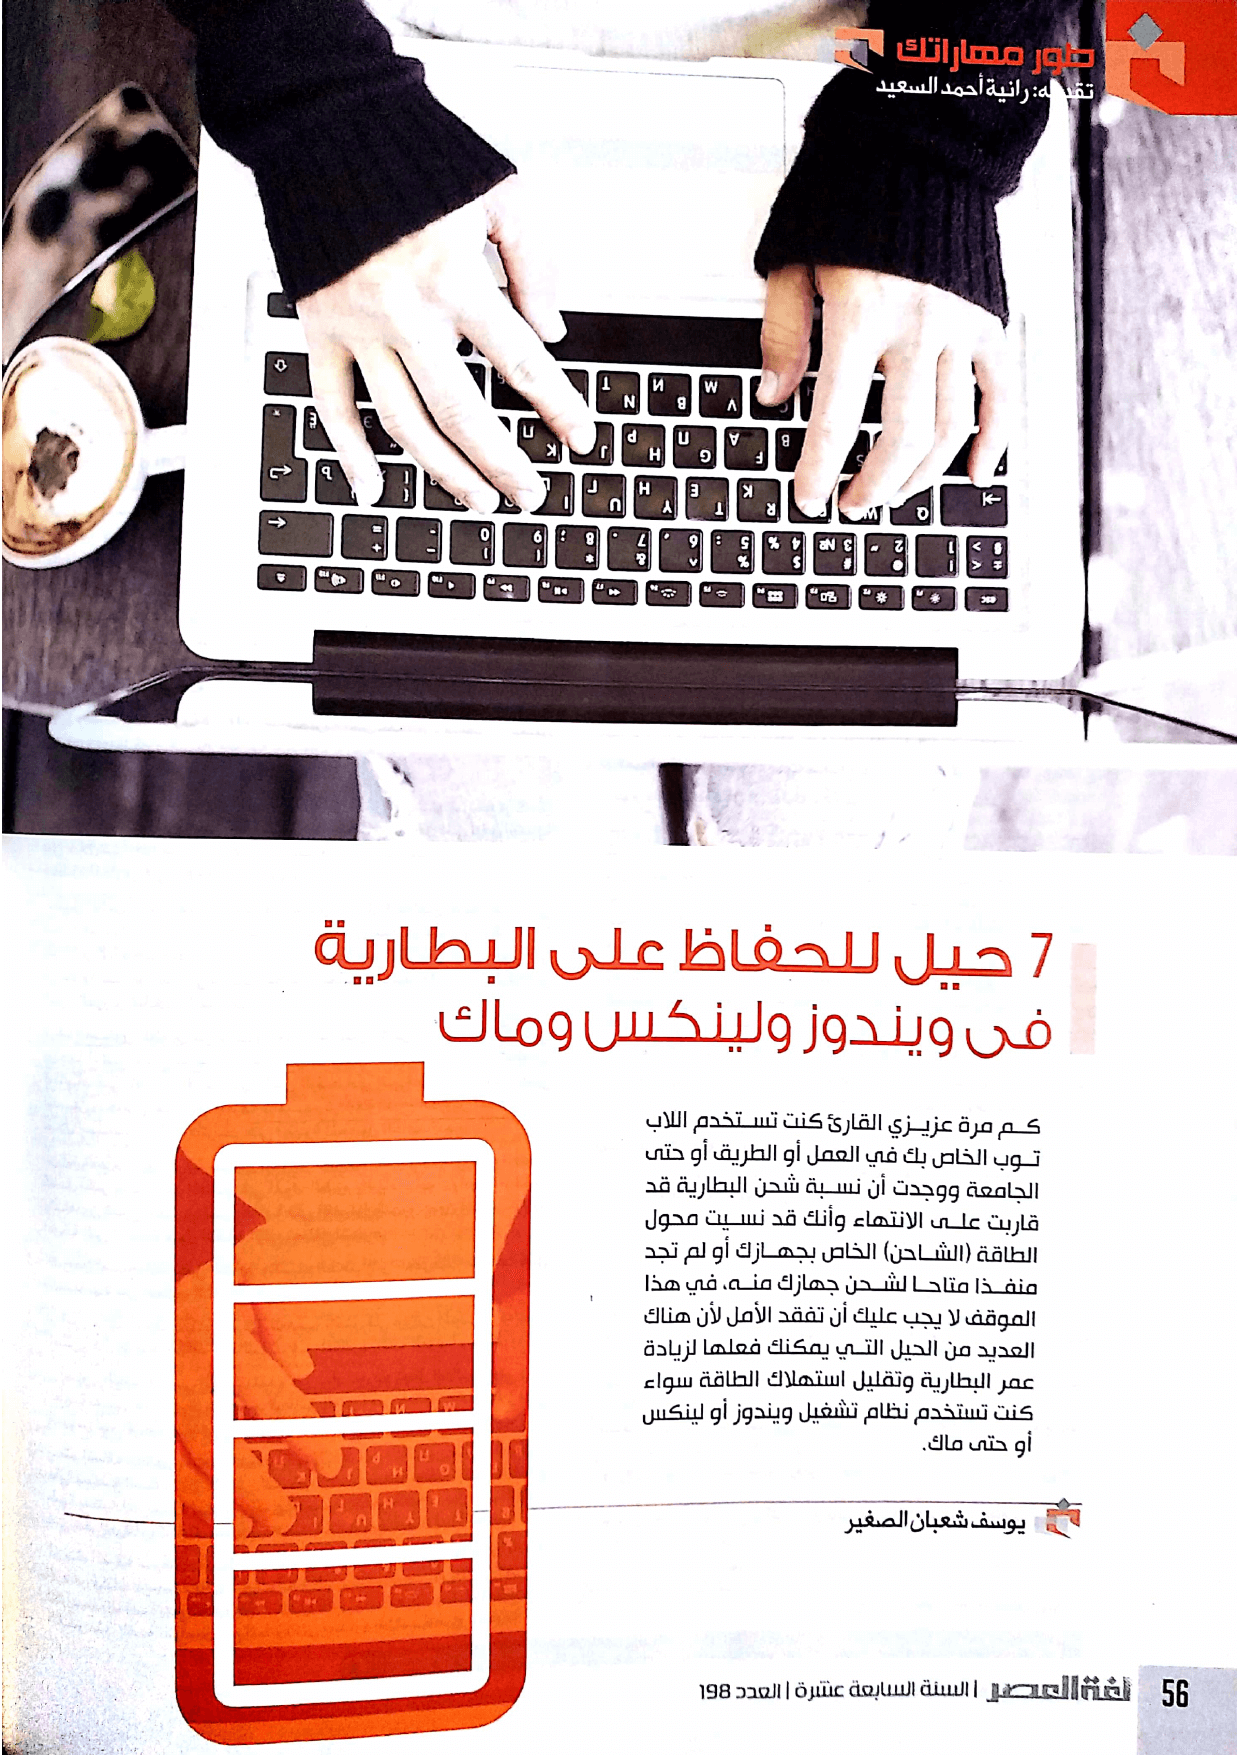 طور مهاراتك
تقدمه: رانية أحمد السعيد
7 حيل للحفاظ على البطارية
فى ويندوز ولينكس وماك
كم مرة عزيزي القارئ كنت تستخدم اللاب
توب الخاص بك في العمل أو الطريق أو حتى
الجامعة ووجدت أن نسبة شحن البطارية قد
قاربت على الانتهاء وأنك قد نسيت محول
الطاقة (الشاحن) الخاص بجهازك أو لم تجد
منفذا متاحا لشحن جهازك منه، في هذا
الموقف لا يجب عليك أن تفقد الأمل لأن هناك
العديد من الحيل التي يمكنك فعلها لزيادة
عمر البطارية وتقليل استهلاك الطاقة سواء
كنت تستخدم نظام تشغيل ويندوز أو لينكس
أو حتى ماك.
يوسف شعبان الصغير
56 لغة العصر | السنة السابعة عشرة | العدد 198